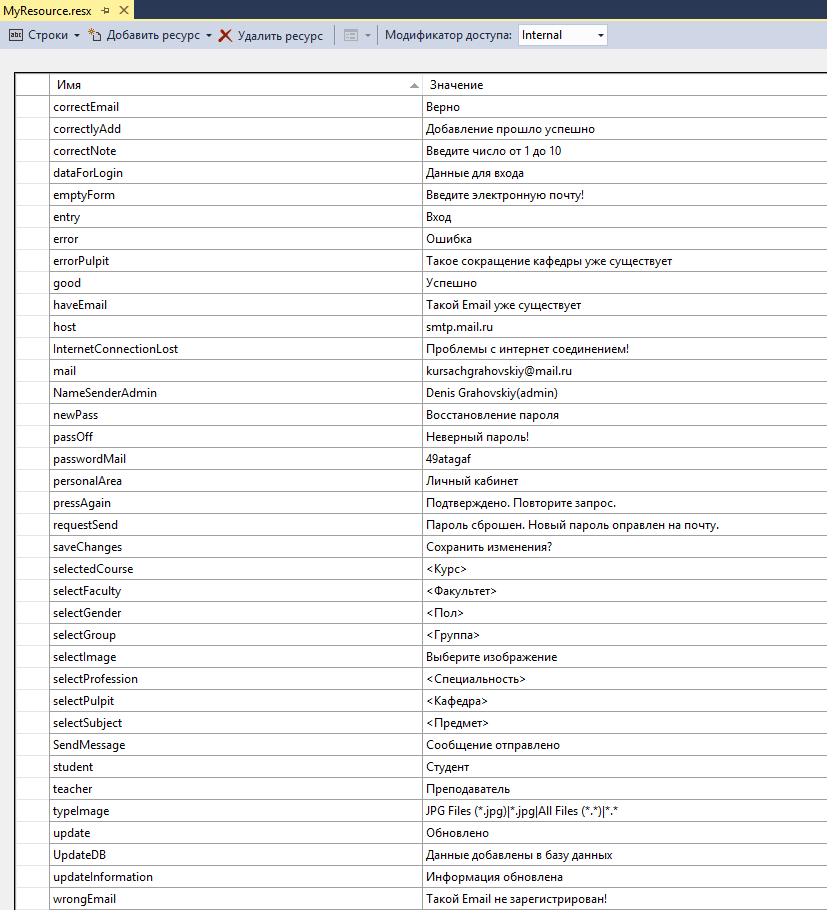 MyResource.resx
Строки Добавить ресурс Удалить ресурс Модификатор доступа: Internal
Имя Значение
correctEmail Верно
correctlyAdd Добавление прошло успешно
correctNote Введите число от 1 до 10
dataForLogin Данные для входа
emptyForm Введите электронную почту!
entry Вход
error Ошибка
errorPulpit Такое сокращение кафедры уже существует
good Успешно
haveEmail Такой Email уже существует
host smtp.mail.ru
InternetConnectionLost Проблемы с интернет соединением!
mail kursachgrahovskiy@mail.ru
NameSenderAdmin Denis Grahovskiy(admin)
newPass Восстановление пароля
passOff Неверный пароль!
passwordMail 49atagaf
personalArea Личный кабинет
pressAgain Подтверждено. Повторите запрос.
requestSend Пароль сброшен. Новый пароль оправлен на почту.
saveChanges Сохранить изменения?
selectedCourse <Курс>
selectFaculty <Факультет>
selectGender <Пол>
selectGroup <Группа>
selectImage Выберите изображение
selectProfession <Специальность>
selectPulpit <Кафедра>
selectSubject <Предмет>
SendMessage Сообщение отправлено
student Студент
teacher Преподаватель
typeImage JPG Files (*.jpg)|*.jpg|All Files (*.*)|*.*
update Обновлено
UpdateDB Данные добавлены в базу данных
updateInformation Информация обновлена
wrongEmail Такой Email не зарегистрирован!